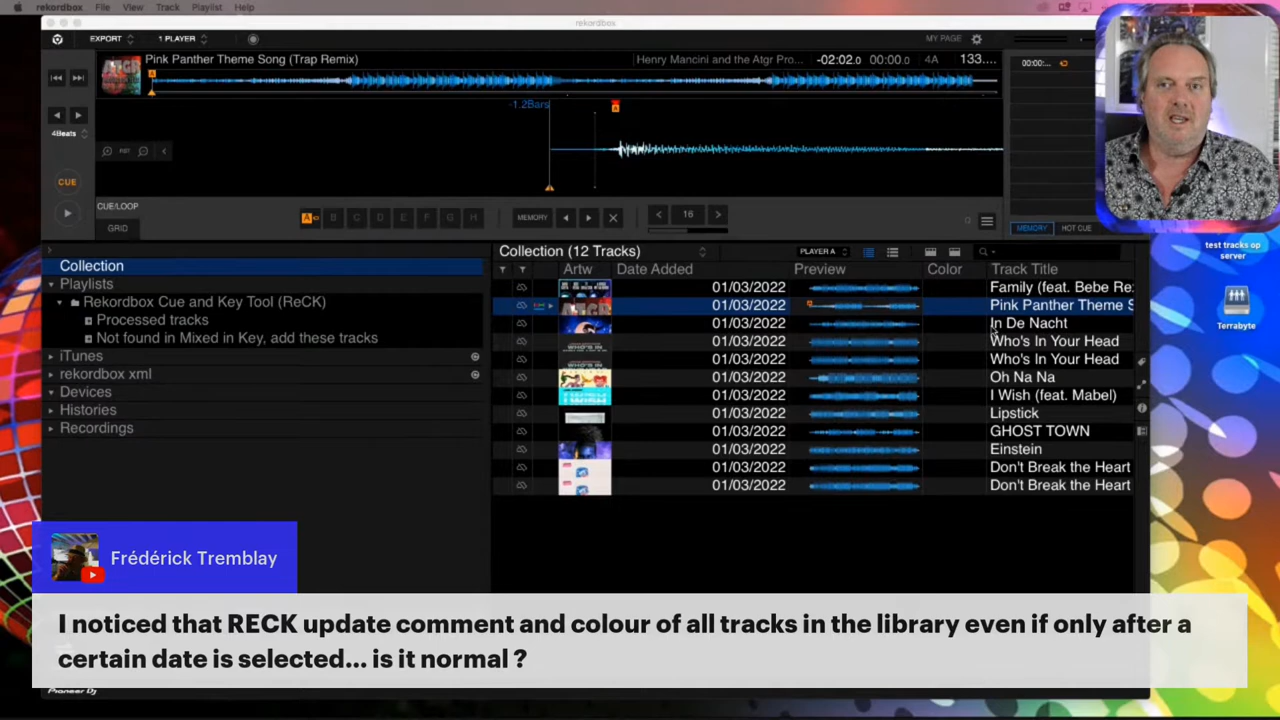 rekordbox File View Track Playlist Help
rekordbox
EXPORT 1 PLAYER MY PAGE
Pink Panther Theme Song (Trap Remix) Henry Mancini and the Atgr Pro... -02:02.0 00:00.0 4A 133....
00:00:...
A
-1.2Bars A
4Beats
RST
CUE
CUE/LOOP
GRID
A B C D E F G H MEMORY 16
MEMORY HOT CUE
Collection (12 Tracks) PLAYER A
Collection
Artw Date Added Preview Color Track Title
Playlists
Rekordbox Cue and Key Tool (ReCK)
Processed tracks
Not found in Mixed in Key, add these tracks
iTunes
rekordbox xml
Devices
Histories
Recordings
01/03/2022 Family (feat. Bebe Re:
01/03/2022 Pink Panther Theme S
01/03/2022 In De Nacht
01/03/2022 Who's In Your Head
01/03/2022 Who's In Your Head
01/03/2022 Oh Na Na
01/03/2022 I Wish (feat. Mabel)
01/03/2022 Lipstick
01/03/2022 GHOST TOWN
01/03/2022 Einstein
01/03/2022 Don't Break the Heart
01/03/2022 Don't Break the Heart
test tracks op
server
Terrabyte
Frédérick Tremblay
I noticed that RECK update comment and colour of all tracks in the library even if only after a
certain date is selected... is it normal ?
Pioneer Dj